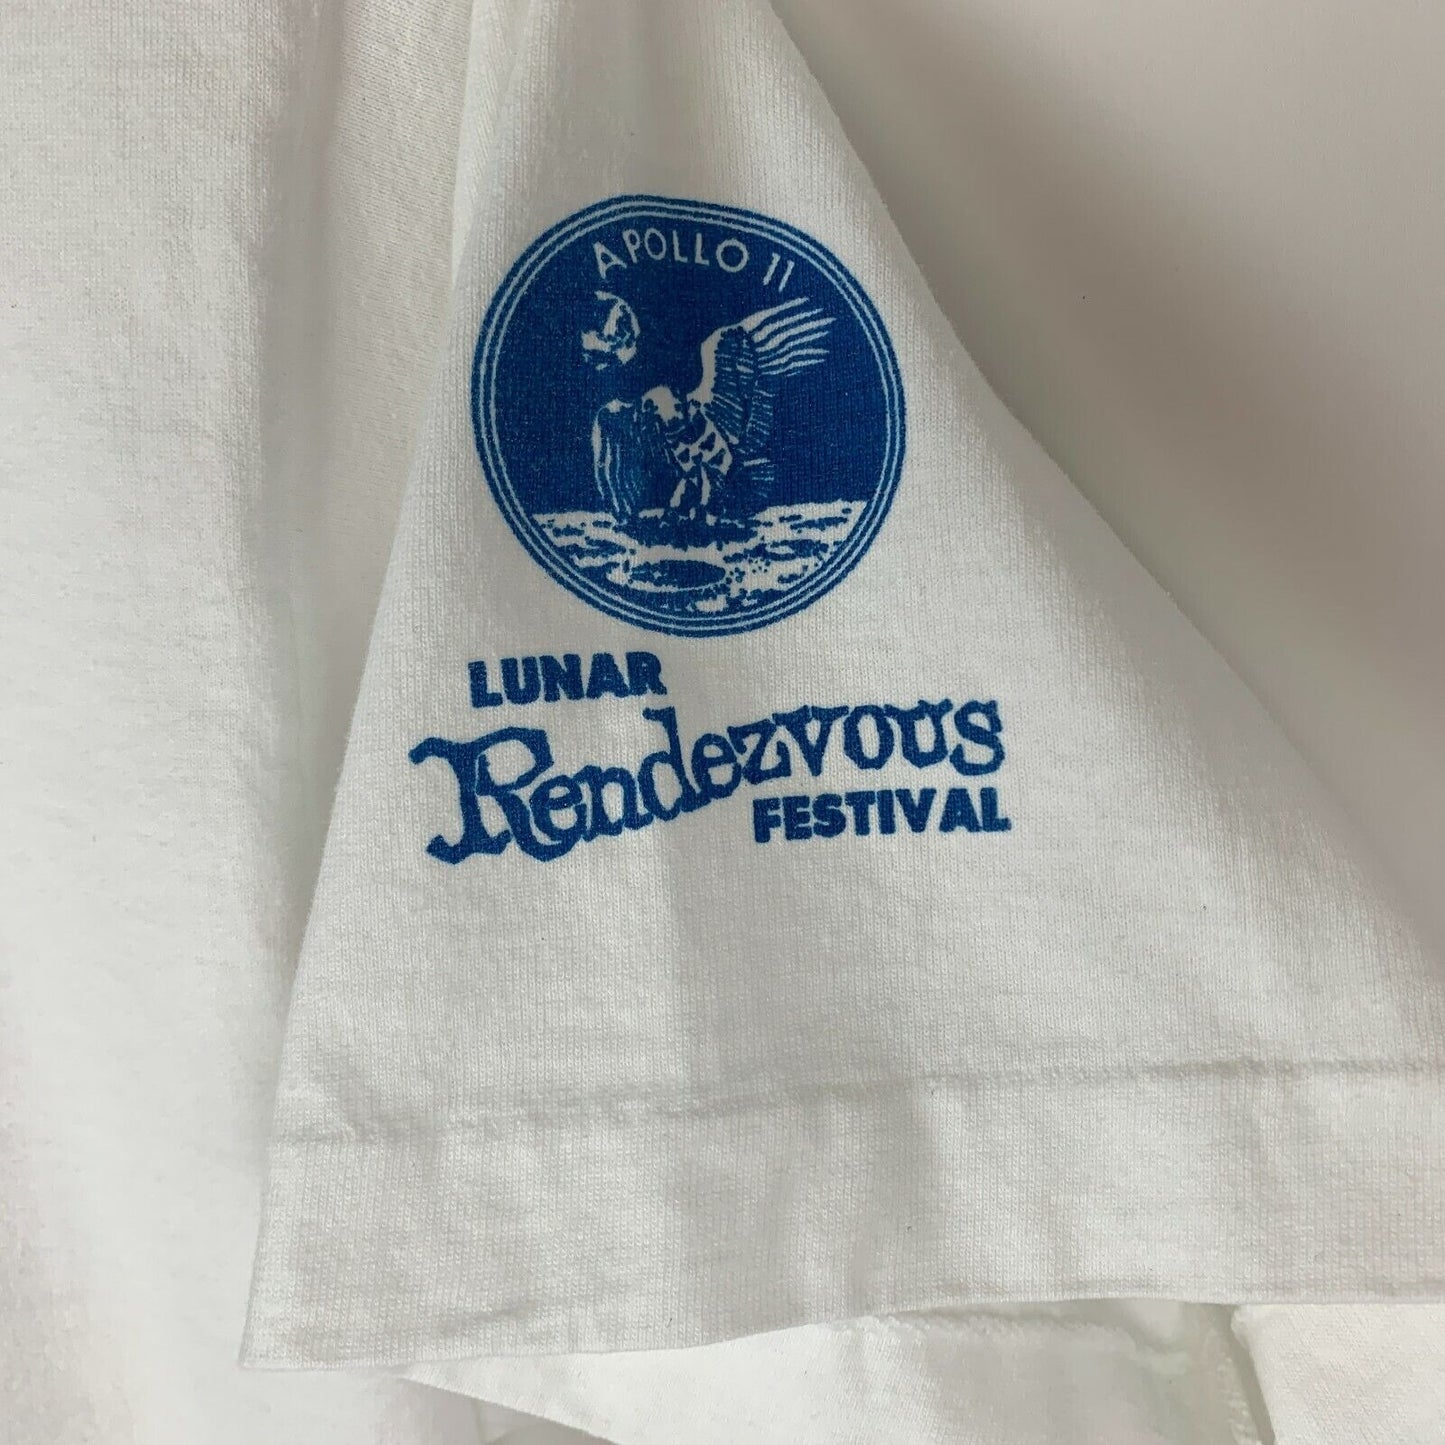 APOLLO 11
LUNAR
Rendezvous
FESTIVAL